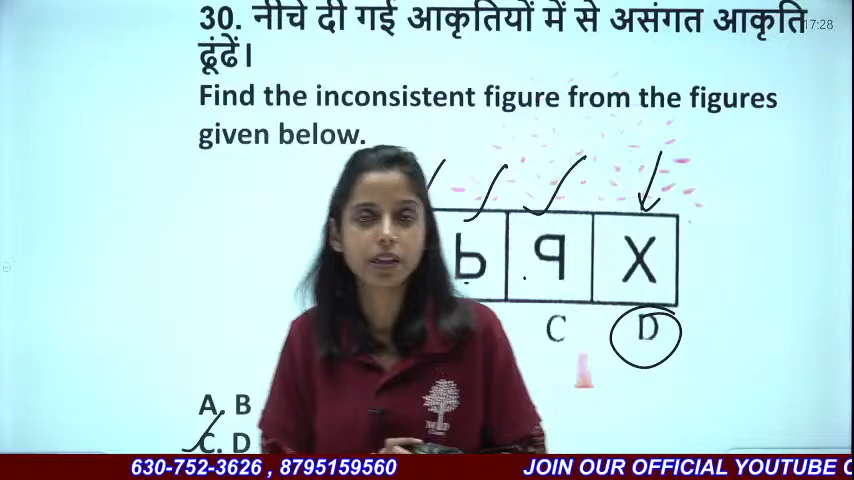 30. नीचे दी गई आकृतियों में से असंगत आकृति
17:28
ढूंढें।
Find the inconsistent figure from the figures
given below.
b q X
C D
A. B
C. D
630-752-3626 , 8795159560 JOIN OUR OFFICIAL YOUTUBE C